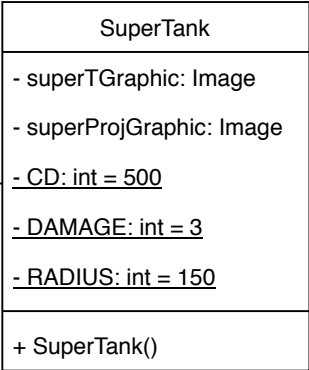 SuperTank
- superTGraphic: Image
- superProjGraphic: Image
- CD: int = 500
- DAMAGE: int = 3
- RADIUS: int = 150
+ SuperTank()